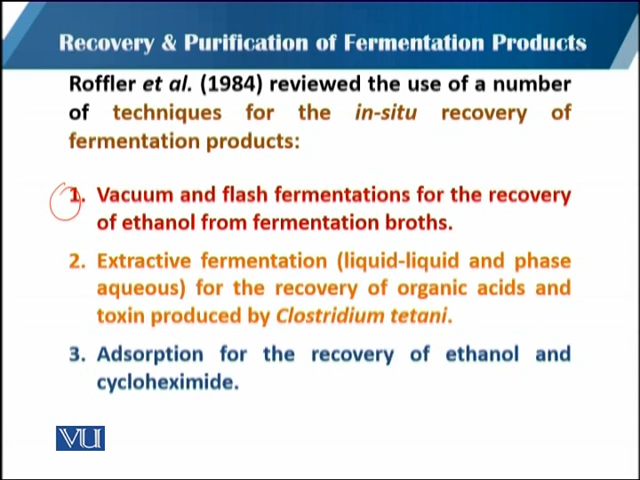 Recovery & Purification of Fermentation Products
Roffler et al. (1984) reviewed the use of a number
of techniques for the in-situ recovery of
fermentation products:
1. Vacuum and flash fermentations for the recovery
of ethanol from fermentation broths.
2. Extractive fermentation (liquid-liquid and phase
aqueous) for the recovery of organic acids and
toxin produced by Clostridium tetani.
3. Adsorption for the recovery of ethanol and
cycloheximide.
VU